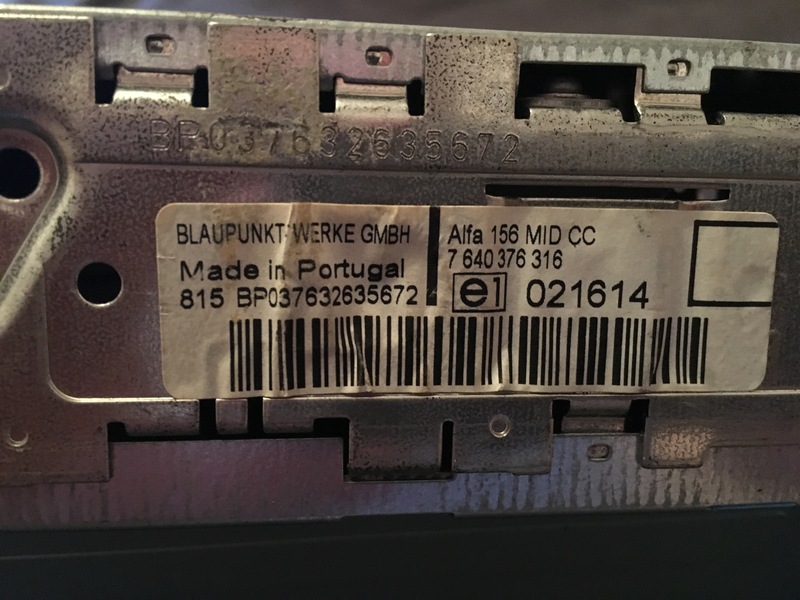 BP037632635672
BLAUPUNKT-WERKE GMBH
Made in Portugal
815 BP037632635672
Alfa 156 MID CC
7 640 376 316
e1 021614